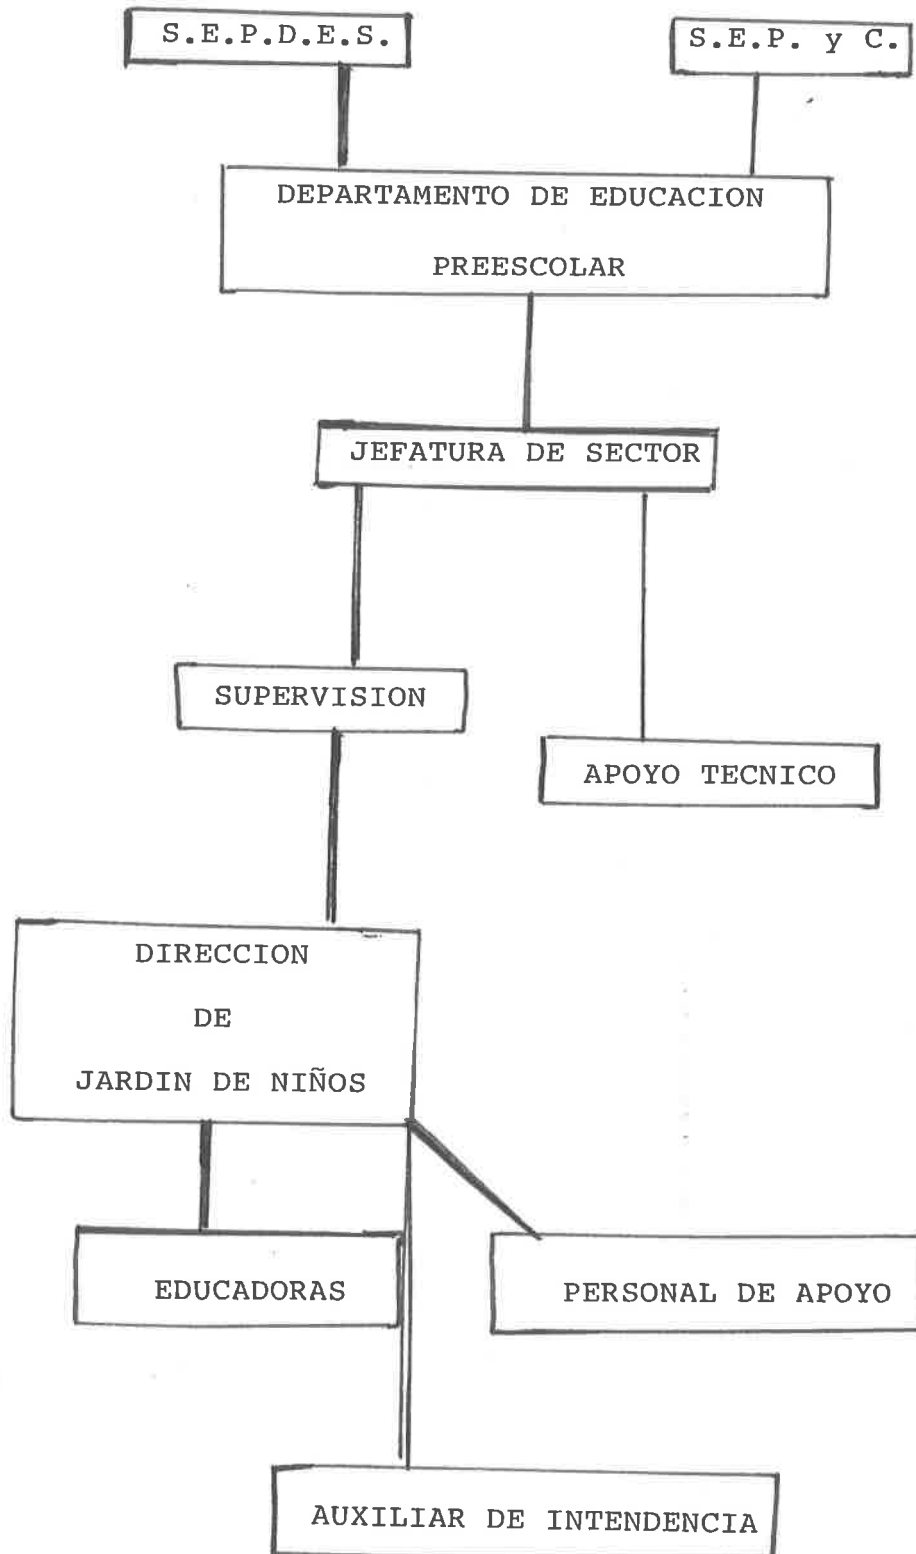 S.E.P.D.E.S.
S.E.P. y C.
DEPARTAMENTO DE EDUCACION
PREESCOLAR
JEFATURA DE SECTOR
SUPERVISION
APOYO TECNICO
DIRECCION
DE
JARDIN DE NIÑOS
EDUCADORAS
PERSONAL DE APOYO
AUXILIAR DE INTENDENCIA